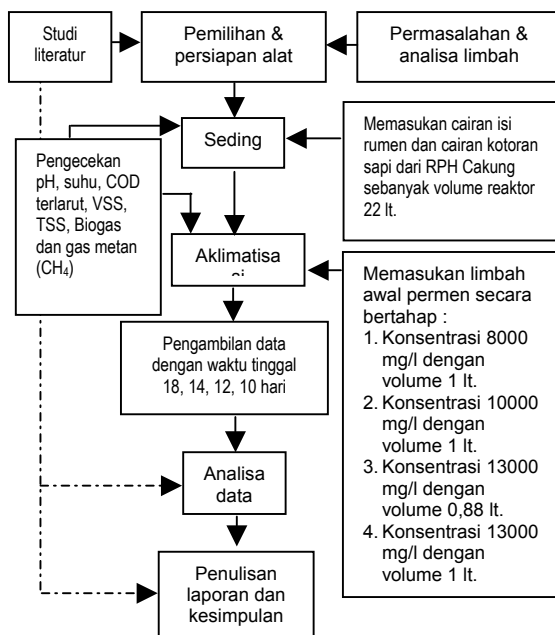 Studi
literatur
Pemilihan &
persiapan alat
Permasalahan &
analisa limbah
Seding
Memasukan cairan isi
rumen dan cairan kotoran
sapi dari RPH Cakung
sebanyak volume reaktor
22 lt.
Pengecekan
pH, suhu, COD
terlarut, VSS,
TSS, Biogas
dan gas metan
(CH₄)
Aklimatisa
si
Memasukan limbah
awal permen secara
bertahap :
1. Konsentrasi 8000
mg/l dengan
volume 1 lt.
2. Konsentrasi 10000
mg/l dengan
volume 1 lt.
3. Konsentrasi 13000
mg/l dengan
volume 0,88 lt.
4. Konsentrasi 13000
mg/l dengan
volume 1 lt.
Pengambilan data
dengan waktu tinggal
18, 14, 12, 10 hari
Analisa
data
Penulisan
laporan dan
kesimpulan